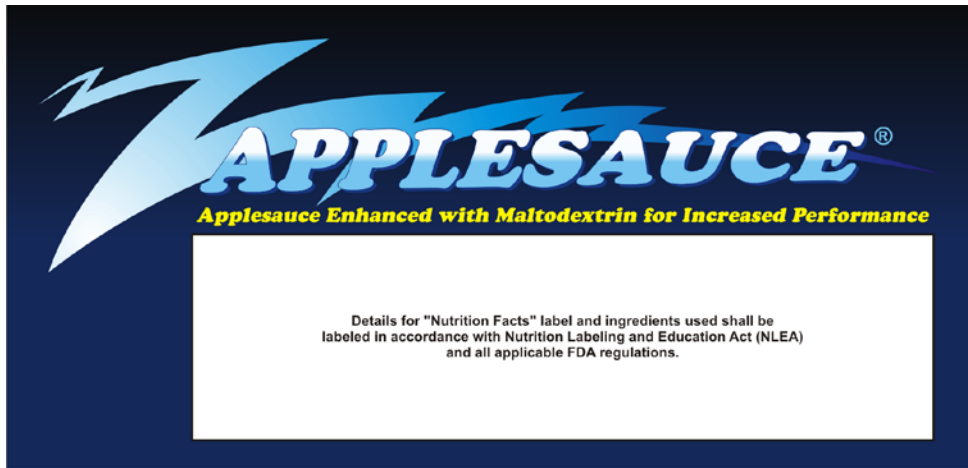 ZAPPLESAUCE®
Applesauce Enhanced with Maltodextrin for Increased Performance
Details for "Nutrition Facts" label and ingredients used shall be
labeled in accordance with Nutrition Labeling and Education Act (NLEA)
and all applicable FDA regulations.